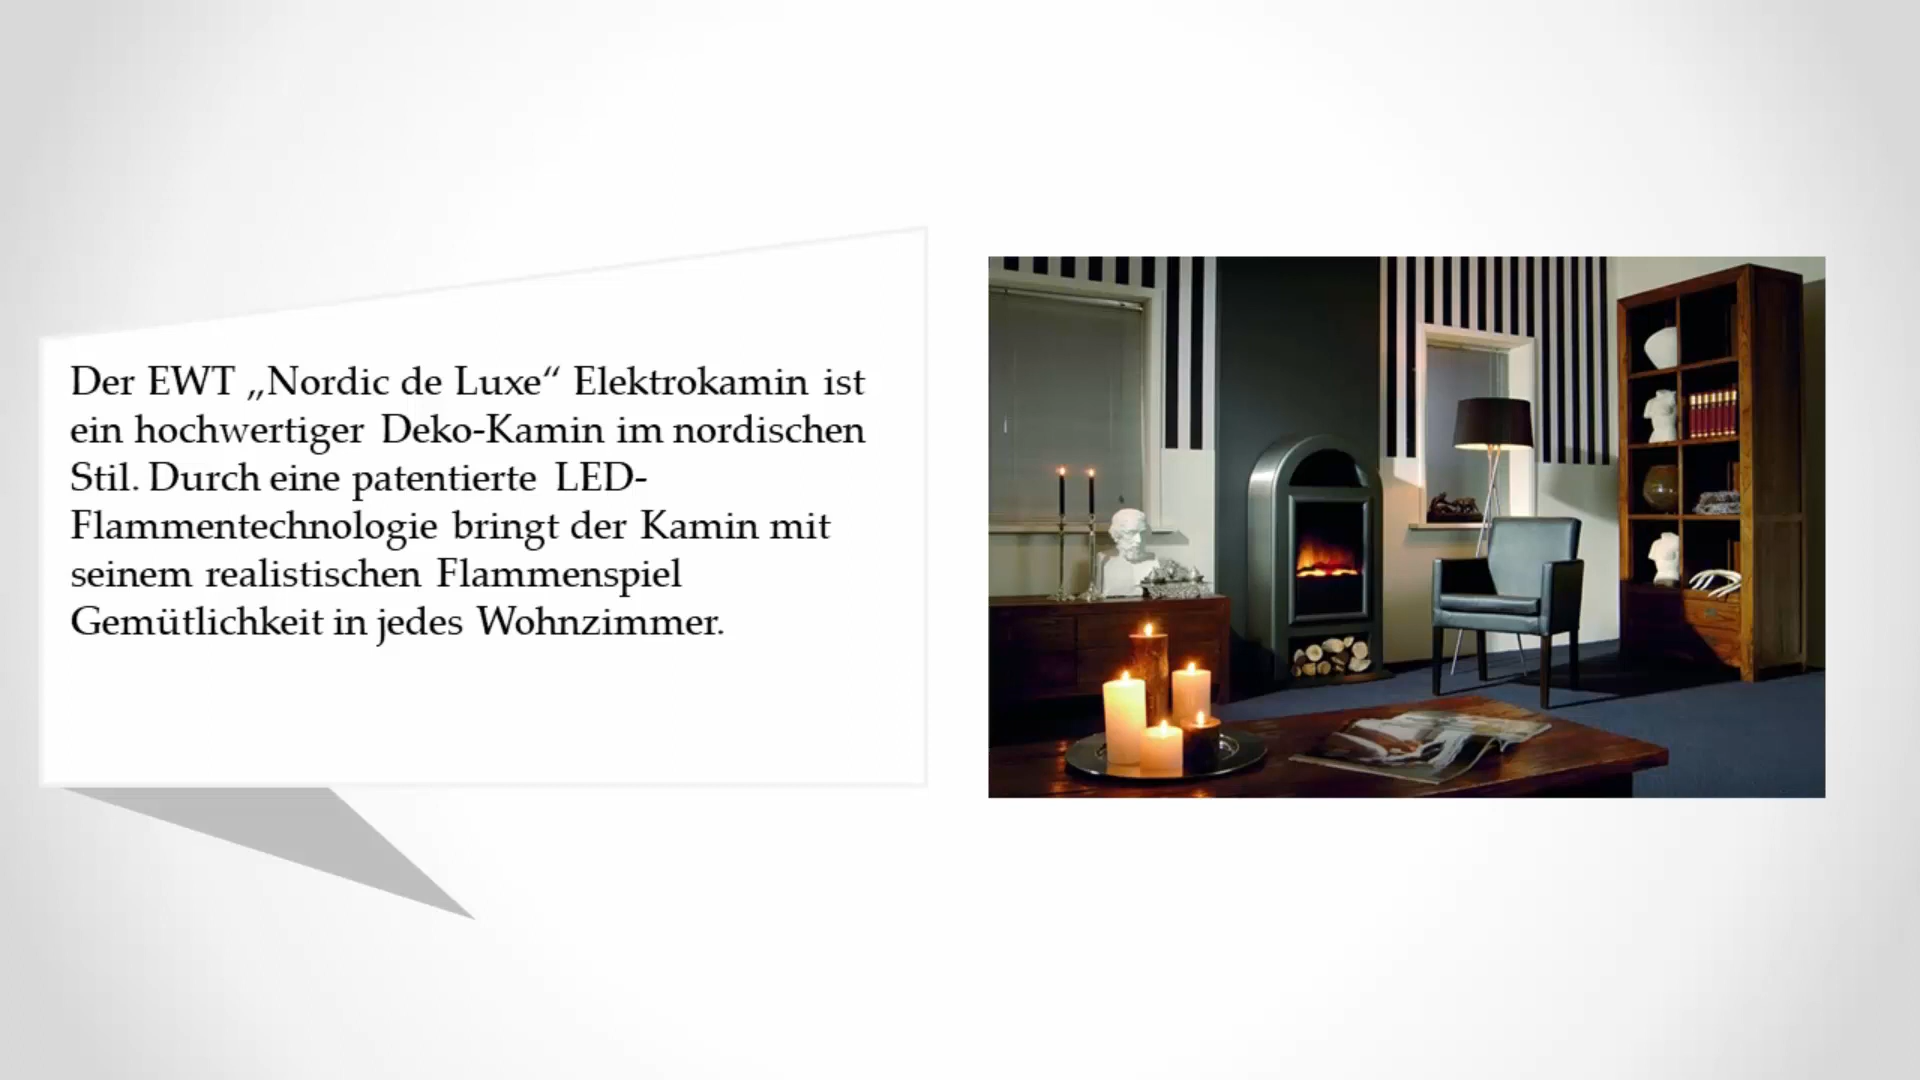 Der EWT „Nordic de Luxe“ Elektrokamin ist
ein hochwertiger Deko-Kamin im nordischen
Stil. Durch eine patentierte LED-
Flammentechnologie bringt der Kamin mit
seinem realistischen Flammenspiel
Gemütlichkeit in jedes Wohnzimmer.